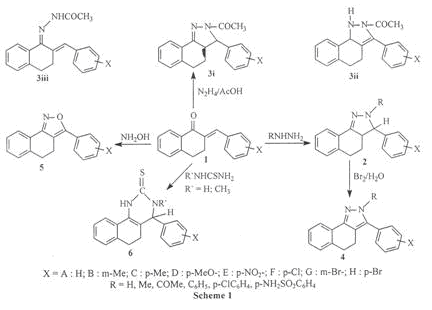 NHCOCH3
N
X
3iii
N N-COCH3
X
3i
H
N N-COCH3
X
3ii
N2H4/AcOH
O
X
1
NH2OH
N O
X
5
RNHNH2
R
N-N
H
X
2
R'NHCSNH2
R' = H; CH3
Br2/H2O
S
C
HN NR'
H
X
6
R
N-N
X
4
X = A : H; B : m-Me; C : p-Me; D : p-MeO-; E : p-NO2-; F : p-Cl; G : m-Br-; H : p-Br
R = H, Me, COMe, C6H5, p-ClC6H4, p-NH2SO2C6H4
Scheme 1